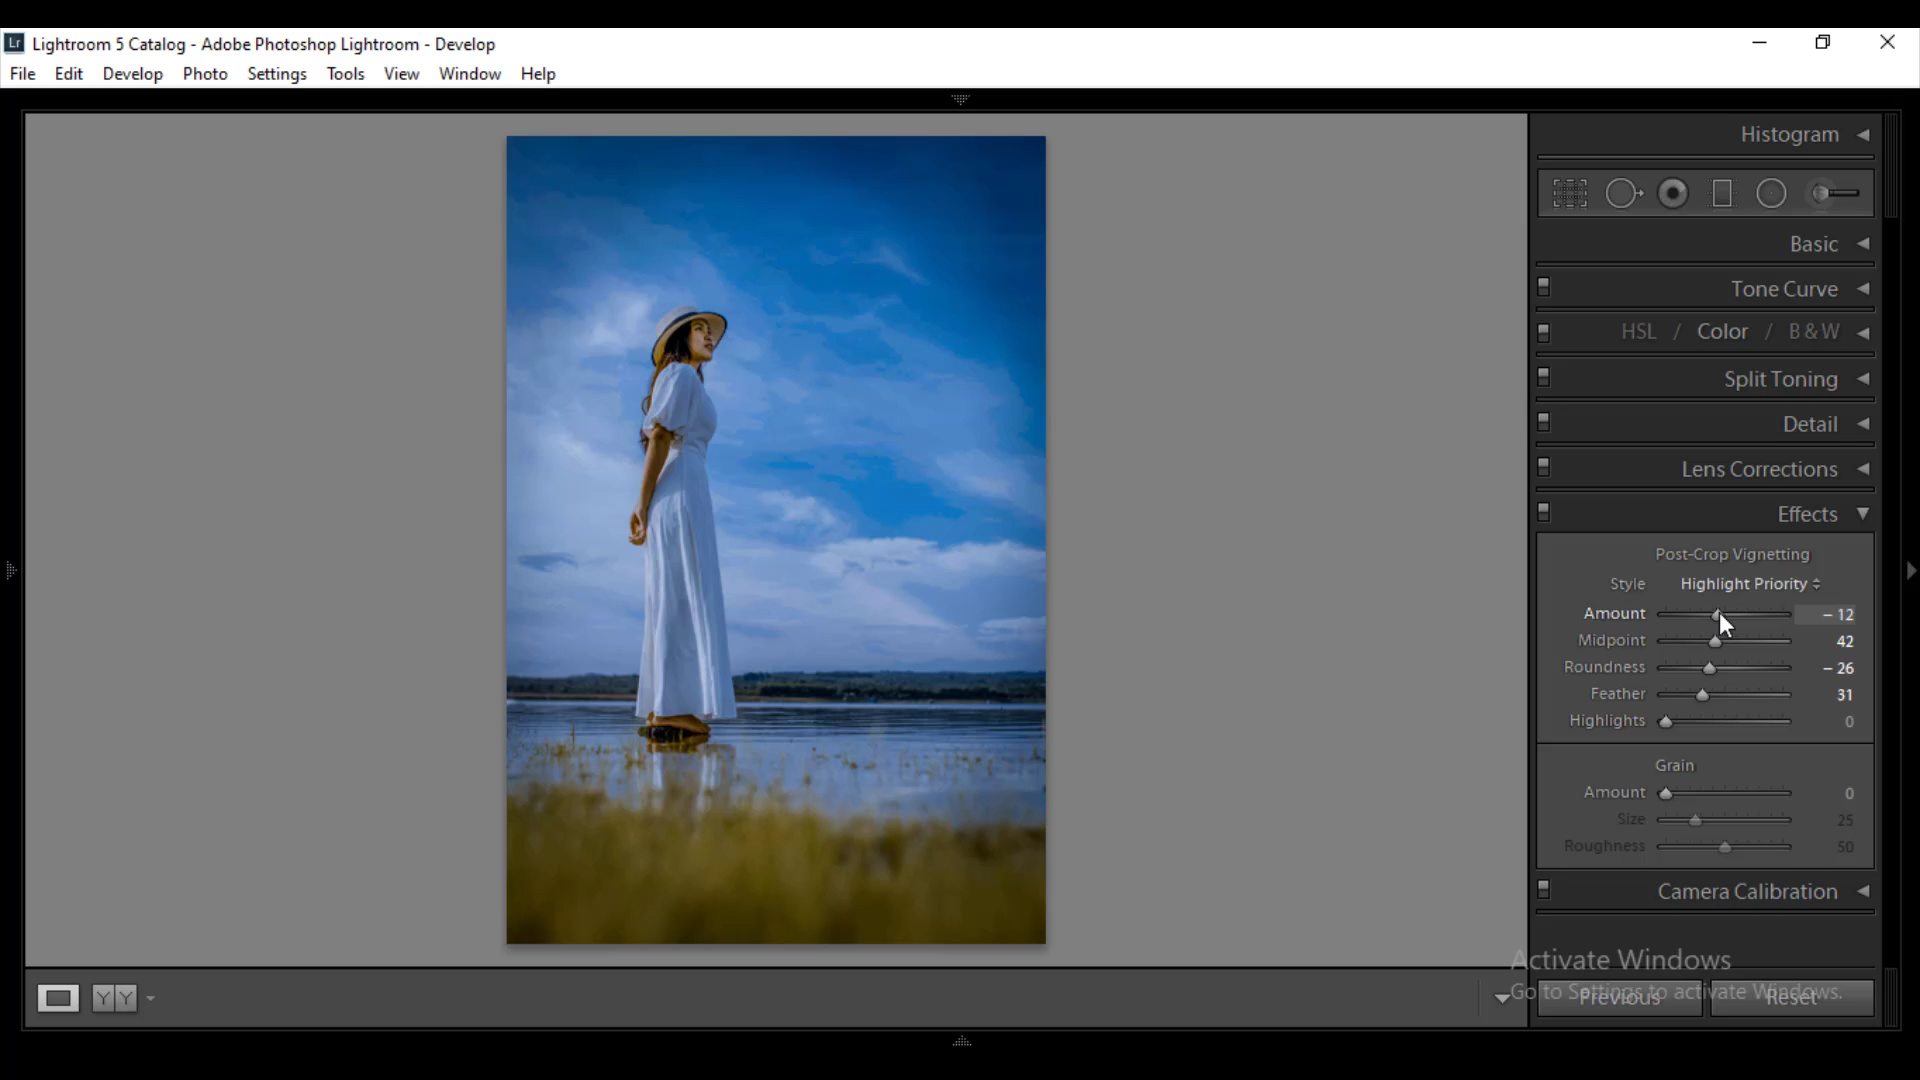 Lr Lightroom 5 Catalog - Adobe Photoshop Lightroom - Develop
File Edit Develop Photo Settings Tools View Window Help
Histogram
Basic
Tone Curve
HSL / Color / B & W
Split Toning
Detail
Lens Corrections
Effects
Post-Crop Vignetting
Style Highlight Priority
Amount – 12
Midpoint 42
Roundness – 26
Feather 31
Highlights 0
Grain
Amount 0
Size 25
Roughness 50
Camera Calibration
Activate Windows
Go to Settings to activate Windows.
Previous Reset
Y Y